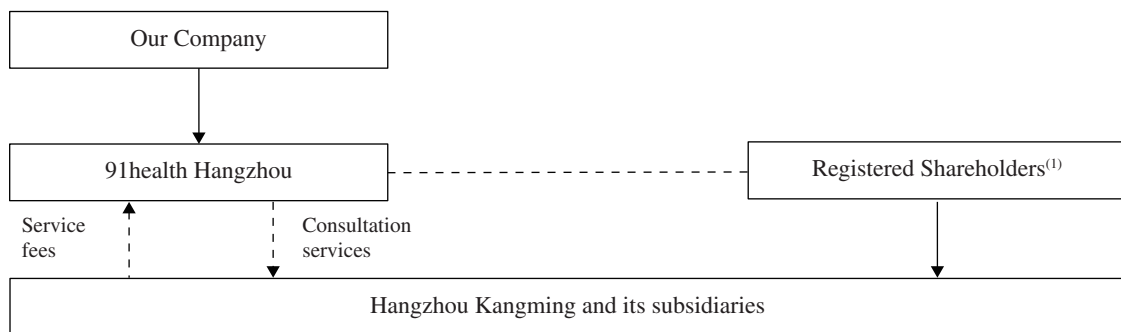 Our Company
91health Hangzhou
Registered Shareholders(1)
Service
fees
Consultation
services
Hangzhou Kangming and its subsidiaries